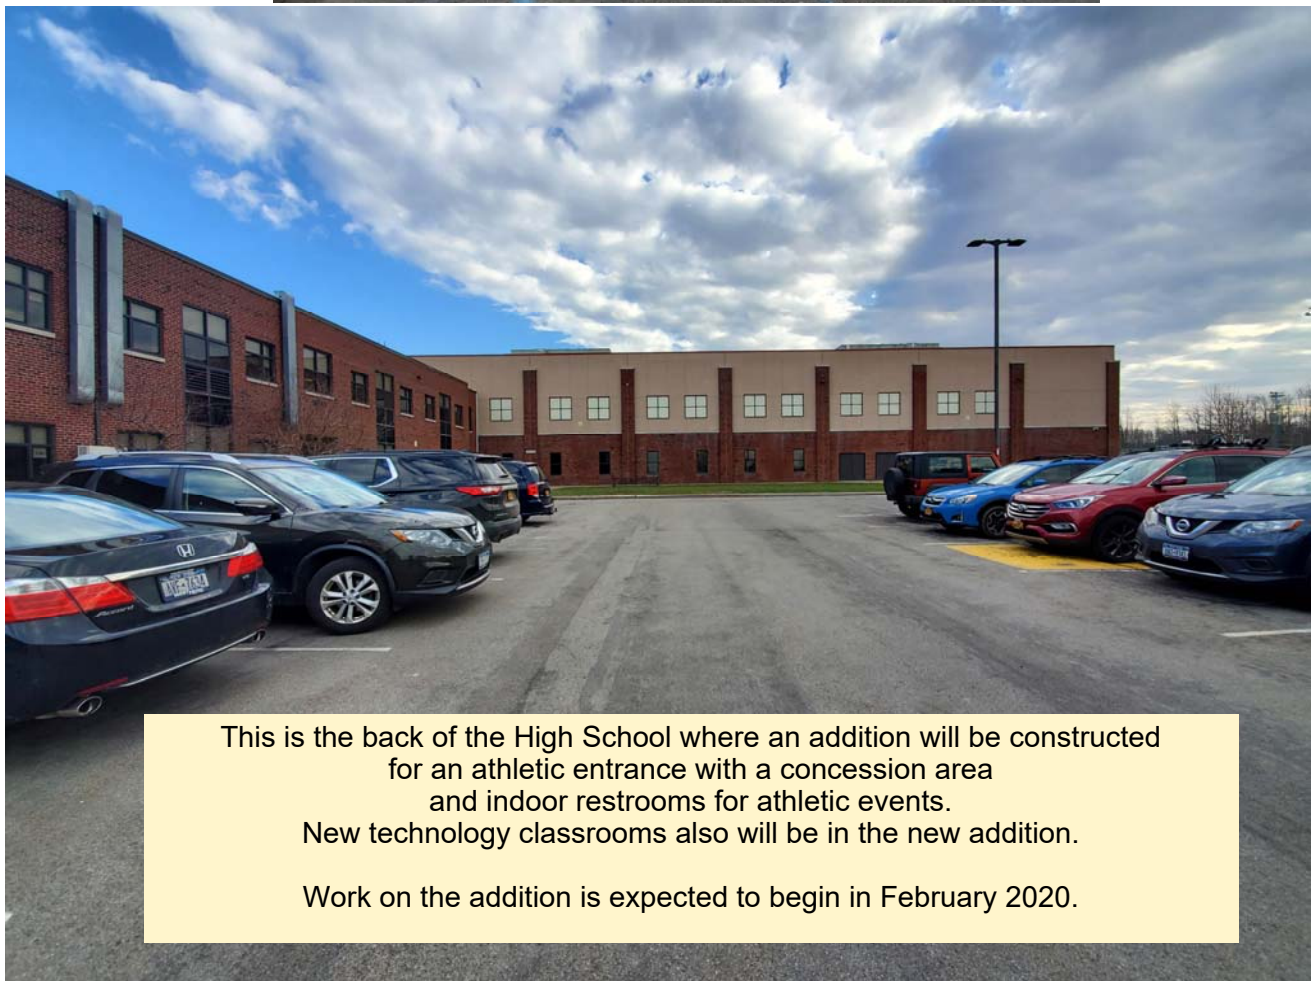 This is the back of the High School where an addition will be constructed
for an athletic entrance with a concession area
and indoor restrooms for athletic events.
New technology classrooms also will be in the new addition.
Work on the addition is expected to begin in February 2020.
Accord